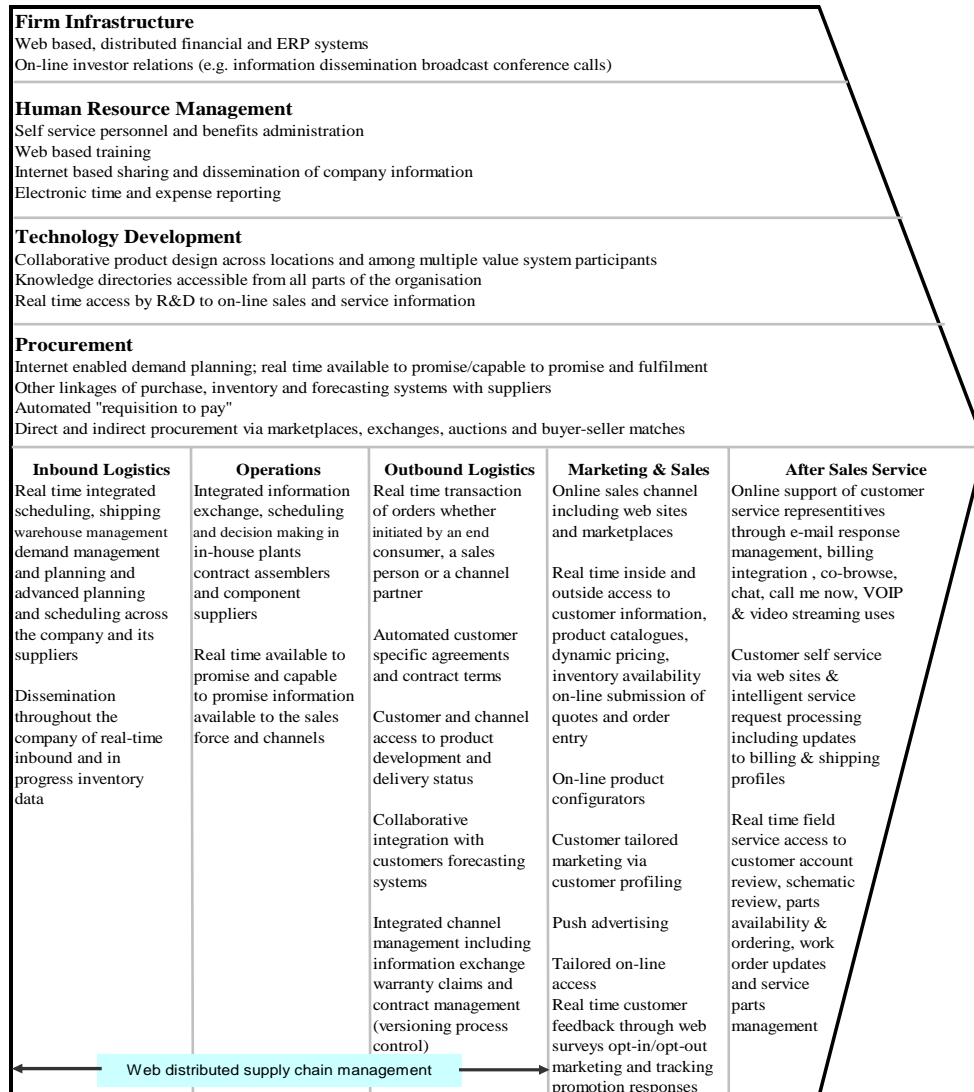 Firm Infrastructure
Web based, distributed financial and ERP systems
On-line investor relations (e.g. information dissemination broadcast conference calls)
Human Resource Management
Self service personnel and benefits administration
Web based training
Internet based sharing and dissemination of company information
Electronic time and expense reporting
Technology Development
Collaborative product design across locations and among multiple value system participants
Knowledge directories accessible from all parts of the organisation
Real time access by R&D to on-line sales and service information
Procurement
Internet enabled demand planning; real time available to promise/capable to promise and fulfilment
Other linkages of purchase, inventory and forecasting systems with suppliers
Automated "requisition to pay"
Direct and indirect procurement via marketplaces, exchanges, auctions and buyer-seller matches
Inbound Logistics
Real time integrated
scheduling, shipping
warehouse management
demand management
and planning and
advanced planning
and scheduling across
the company and its
suppliers
Dissemination
throughout the
company of real-time
inbound and in
progress inventory
data
Operations
Integrated information
exchange, scheduling
and decision making in
in-house plants
contract assemblers
and component
suppliers
Real time available to
promise and capable
to promise information
available to the sales
force and channels
Outbound Logistics
Real time transaction
of orders whether
initiated by an end
consumer, a sales
person or a channel
partner
Automated customer
specific agreements
and contract terms
Customer and channel
access to product
development and
delivery status
Collaborative
integration with
customers forecasting
systems
Integrated channel
management including
information exchange
warranty claims and
contract management
(versioning process
control)
Marketing & Sales
Online sales channel
including web sites
and marketplaces
Real time inside and
outside access to
customer information,
product catalogues,
dynamic pricing,
inventory availability
on-line submission of
quotes and order
entry
On-line product
configurators
Customer tailored
marketing via
customer profiling
Push advertising
Tailored on-line
access
Real time customer
feedback through web
surveys opt-in/opt-out
marketing and tracking
promotion responses
After Sales Service
Online support of customer
service representitives
through e-mail response
management, billing
integration , co-browse,
chat, call me now, VOIP
& video streaming uses
Customer self service
via web sites &
intelligent service
request processing
including updates
to billing & shipping
profiles
Real time field
service access to
customer account
review, schematic
review, parts
availability &
ordering, work
order updates
and service
parts
management
Web distributed supply chain management